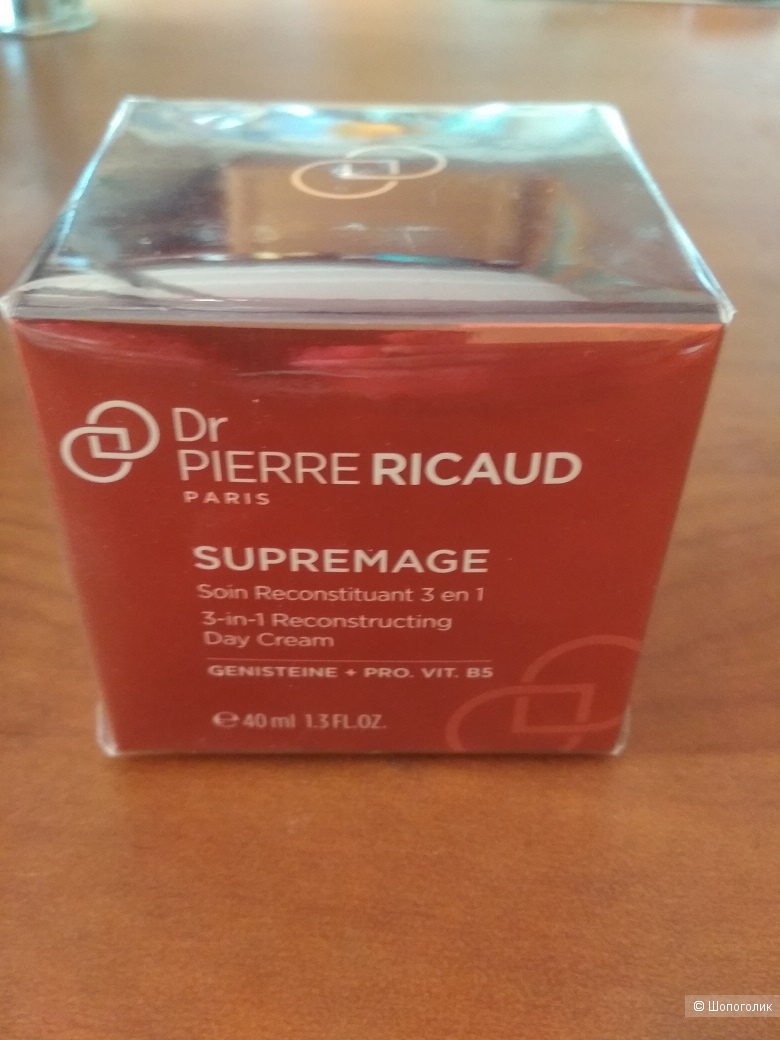 Dr
PIERRE RICAUD
PARIS
SUPREMAGE
Soin Reconstituant 3 en 1
3-in-1 Reconstructing
Day Cream
GENISTEINE + PRO. VIT. B5
℮ 40 ml 1.3 FL.OZ.
© Шопоголик